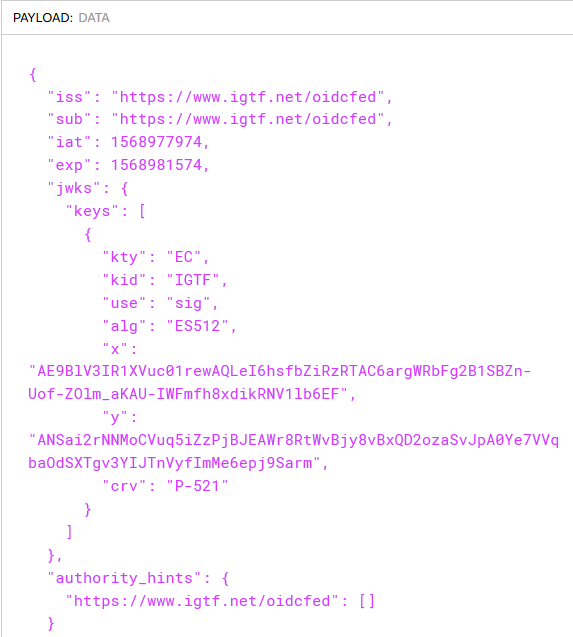 PAYLOAD: DATA
{
  "iss": "https://www.igtf.net/oidcfed",
  "sub": "https://www.igtf.net/oidcfed",
  "iat": 1568977974,
  "exp": 1568981574,
  "jwks": {
    "keys": [
      {
        "kty": "EC",
        "kid": "IGTF",
        "use": "sig",
        "alg": "ES512",
        "x":
"AE9BlV3IR1XVuc01rewAQLeI6hsfbZiRzRTAC6argWRbFg2B1SBZn-
Uof-ZOlm_aKAU-IWFmfh8xdikRNV1lb6EF",
        "y":
"ANSai2rNNMoCVuq5iZzPjBJEAWr8RtWvBjy8vBxQD2ozaSvJpA0Ye7VVq
baOdSXTgv3YIJTnVyfImMe6epj9Sarm",
        "crv": "P-521"
      }
    ]
  },
  "authority_hints": {
    "https://www.igtf.net/oidcfed": []
  }